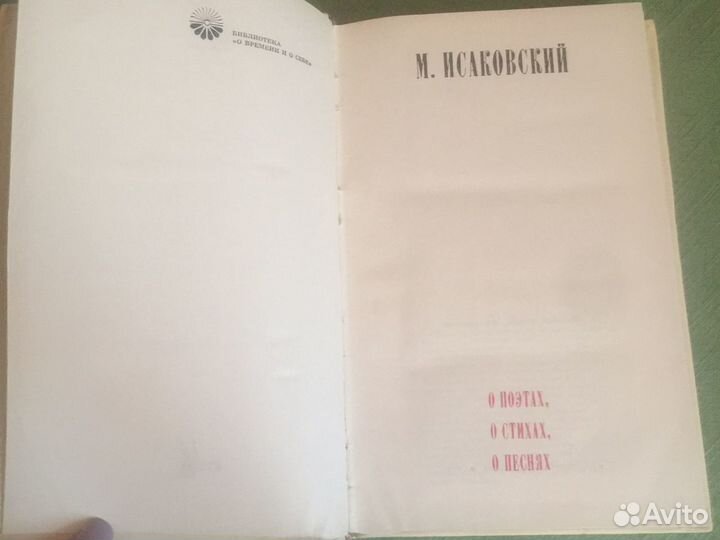 БИБЛИОТЕКА
«О ВРЕМЕНИ И О СЕБЕ»
М. ИСАКОВСКИЙ
О ПОЭТАХ,
О СТИХАХ,
О ПЕСНЯХ
Avito